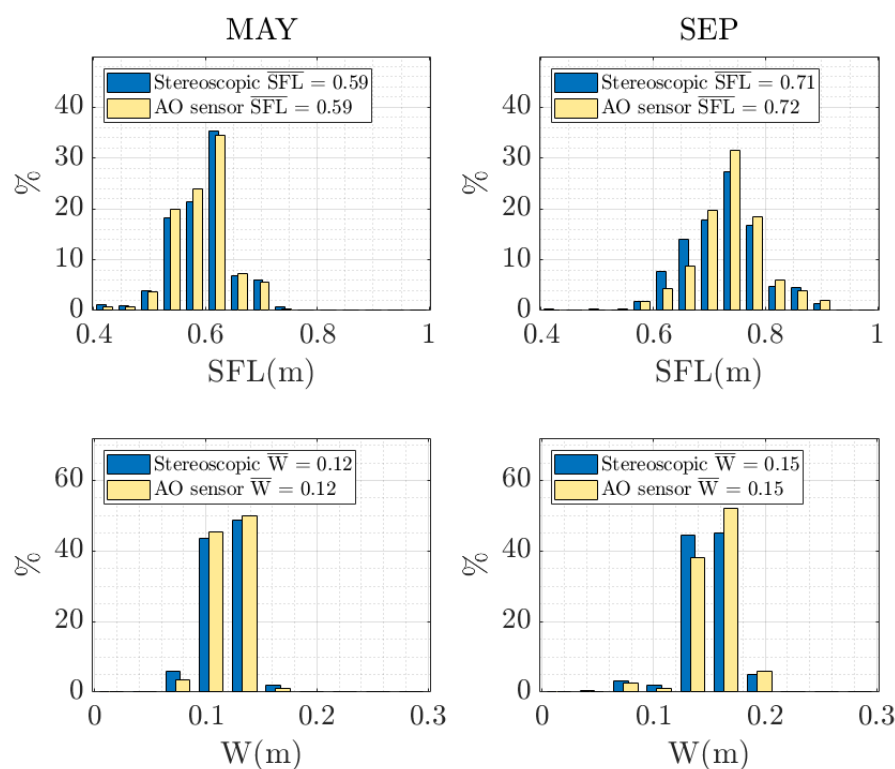 MAY
SEP
Stereoscopic S̅F̅L̅ = 0.59
AO sensor S̅F̅L̅ = 0.59
40
30
20
10
0
%
0.4 0.6 0.8 1
SFL(m)
Stereoscopic S̅F̅L̅ = 0.71
AO sensor S̅F̅L̅ = 0.72
40
30
20
10
0
%
0.4 0.6 0.8 1
SFL(m)
Stereoscopic W̅ = 0.12
AO sensor W̅ = 0.12
60
40
20
0
%
0 0.1 0.2 0.3
W(m)
Stereoscopic W̅ = 0.15
AO sensor W̅ = 0.15
60
40
20
0
%
0 0.1 0.2 0.3
W(m)